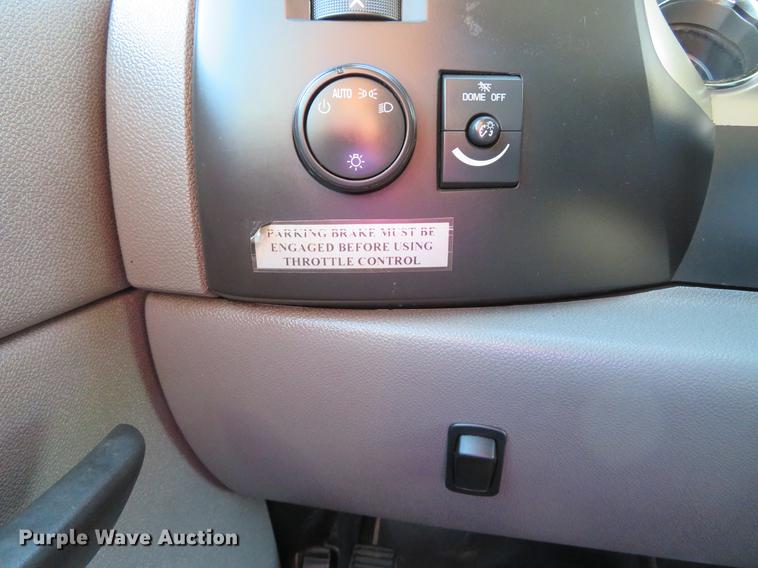 AUTO
DOME OFF
PARKING BRAKE MUST BE
ENGAGED BEFORE USING
THROTTLE CONTROL
Purple Wave Auction